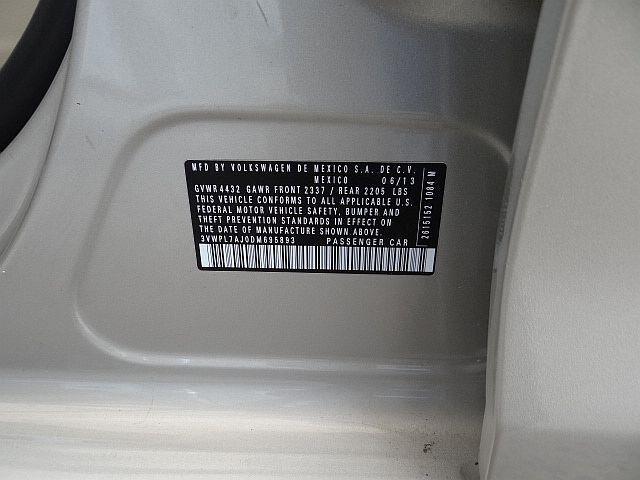 MFD BY VOLKSWAGEN DE MEXICO S.A. DE C.V.
MEXICO 06/13
GVWR 4432 GAWR FRONT 2337 / REAR 2205 LBS
THIS VEHICLE CONFORMS TO ALL APPLICABLE U.S.
FEDERAL MOTOR VEHICLE SAFETY, BUMPER AND
THEFT PREVENTION STANDARDS IN EFFECT ON
THE DATE OF MANUFACTURE SHOWN ABOVE.
3VWPL7AJ0DM695893 PASSENGER CAR
2615152 1084 M